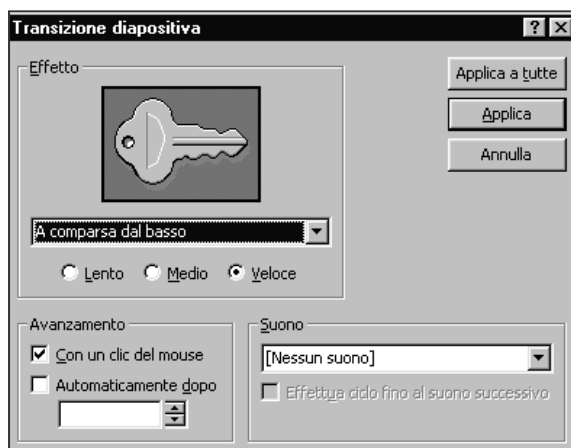 Transizione diapositiva
Effetto
Applica a tutte
Applica
Annulla
A comparsa dal basso
Lento Medio Veloce
Avanzamento
Con un clic del mouse
Automaticamente dopo
Suono
[Nessun suono]
Effettua ciclo fino al suono successivo